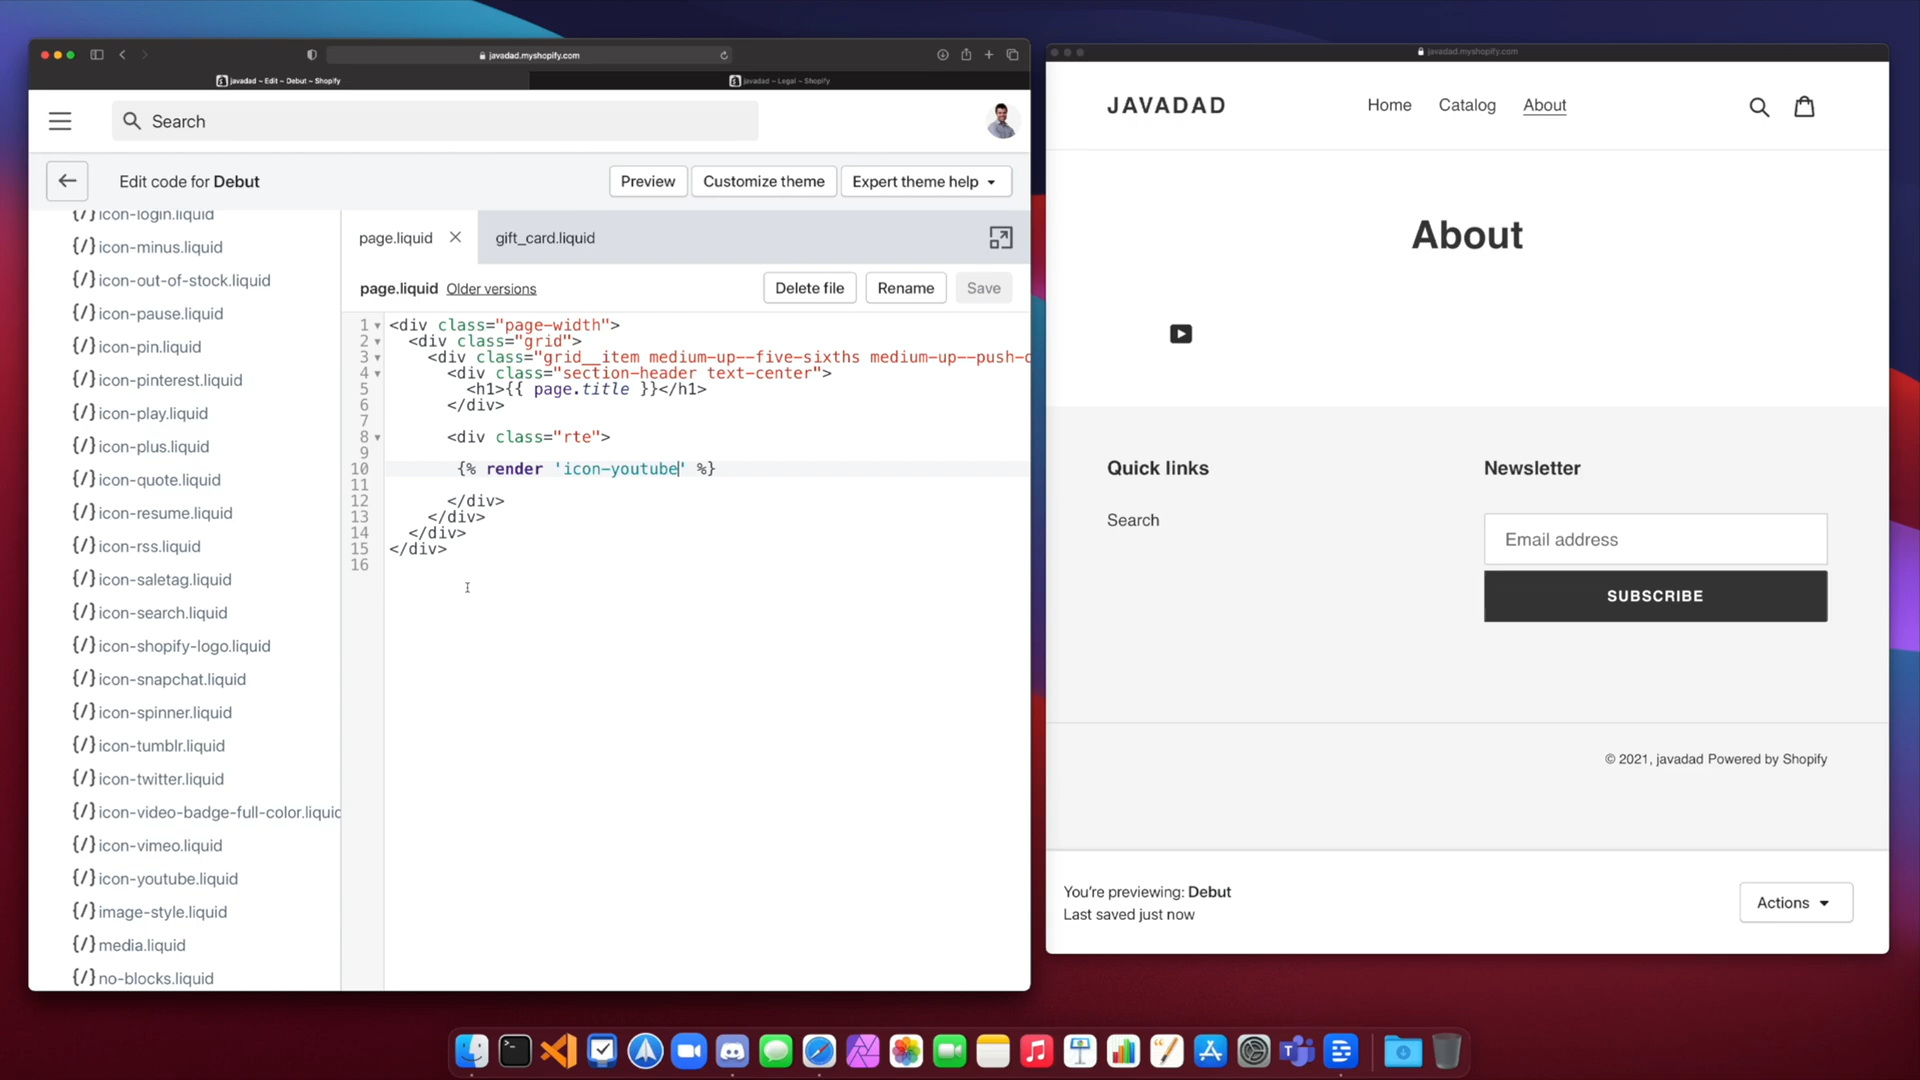 javadad.myshopify.com
javadad ~ Edit ~ Debut ~ Shopify
javadad ~ Legal ~ Shopify
Search
Edit code for Debut
Preview
Customize theme
Expert theme help
{/} icon-login.liquid
{/} icon-minus.liquid
{/} icon-out-of-stock.liquid
{/} icon-pause.liquid
{/} icon-pin.liquid
{/} icon-pinterest.liquid
{/} icon-play.liquid
{/} icon-plus.liquid
{/} icon-quote.liquid
{/} icon-resume.liquid
{/} icon-rss.liquid
{/} icon-saletag.liquid
{/} icon-search.liquid
{/} icon-shopify-logo.liquid
{/} icon-snapchat.liquid
{/} icon-spinner.liquid
{/} icon-tumblr.liquid
{/} icon-twitter.liquid
{/} icon-video-badge-full-color.liquid
{/} icon-vimeo.liquid
{/} icon-youtube.liquid
{/} image-style.liquid
{/} media.liquid
{/} no-blocks.liquid
page.liquid
gift_card.liquid
page.liquid Older versions
Delete file
Rename
Save
1 <div class="page-width">
2 <div class="grid">
3 <div class="grid__item medium-up--five-sixths medium-up--push-o
4 <div class="section-header text-center">
5 <h1>{{ page.title }}</h1>
6 </div>
7
8 <div class="rte">
9
10 {% render 'icon-youtube' %}
11
12 </div>
13 </div>
14 </div>
15 </div>
16
javadad.myshopify.com
JAVADAD
Home
Catalog
About
About
Quick links
Search
Newsletter
Email address
SUBSCRIBE
© 2021, javadad Powered by Shopify
You're previewing: Debut
Last saved just now
Actions